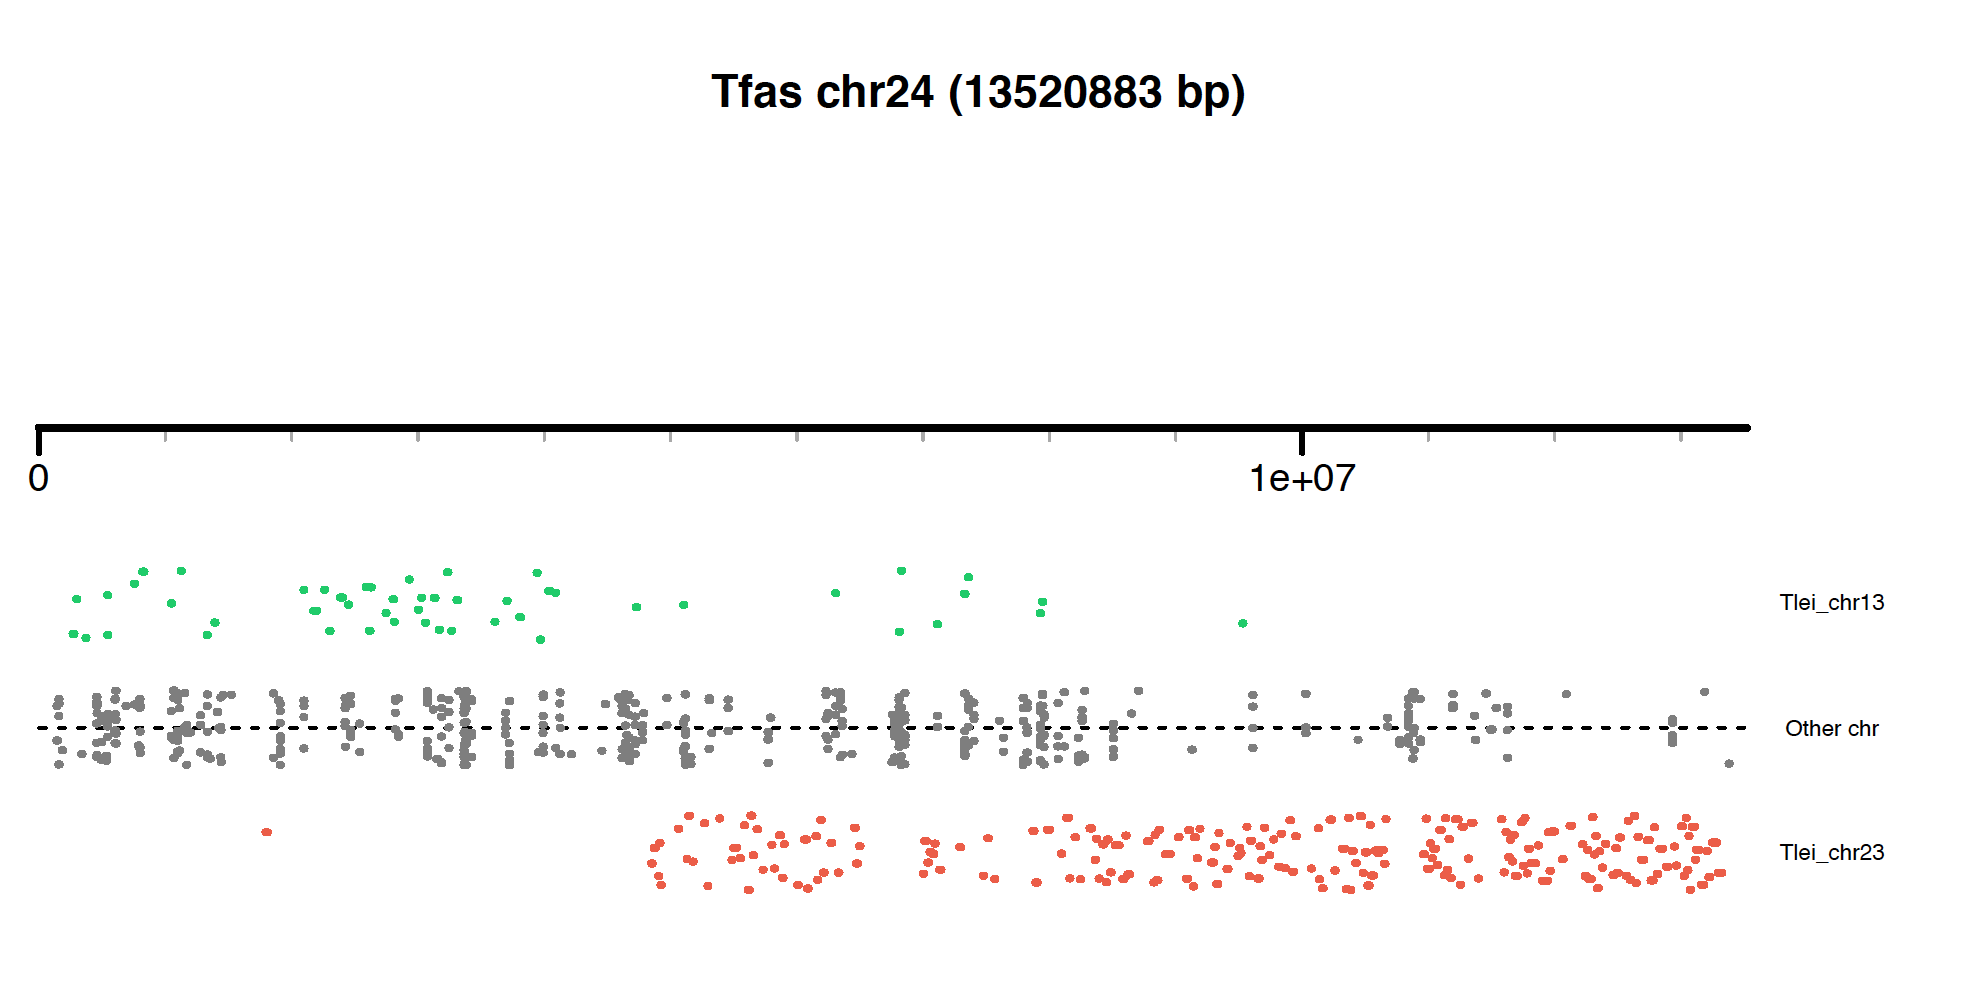 Tfas chr24 (13520883 bp)
0
1e+07
Tlei_chr13
Other chr
Tlei_chr23